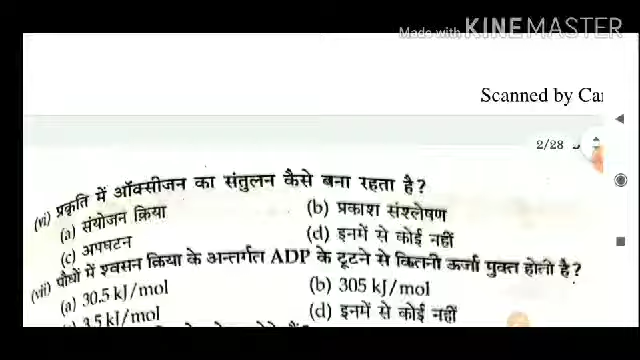 Made with KINEMASTER
Scanned by Ca
2/28
(vi) प्रकृति में ऑक्सीजन का संतुलन कैसे बना रहता है?
(a) संयोजन क्रिया (b) प्रकाश संश्लेषण
(c) अपघटन (d) इनमें से कोई नहीं
(vii) पौधों में श्वसन क्रिया के अन्तर्गत ADP के टूटने से कितनी ऊर्जा मुक्त होती है?
(a) 30.5 kJ/mol (b) 305 kJ/mol
3.5 kJ/mol (d) इनमें से कोई नहीं